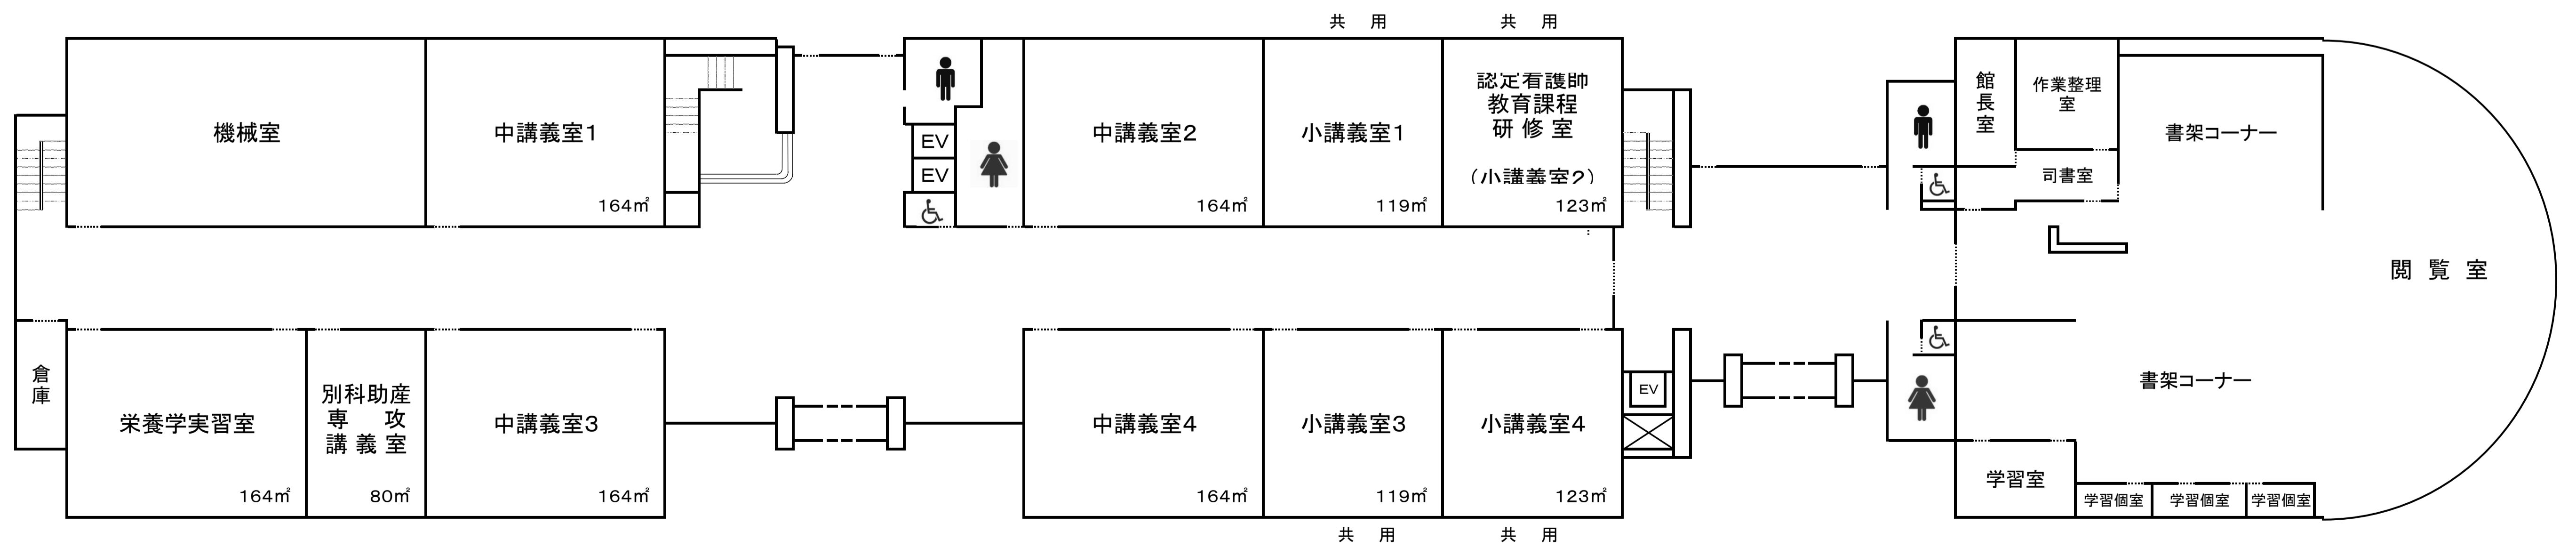 共 用
共 用
機械室
中講義室1
164㎡
EV
EV
中講義室2
164㎡
小講義室1
119㎡
認定看護師
教育課程
研修室
(小講義室2)
123㎡
館長室
作業整理
室
司書室
書架コーナー
閲覧室
倉庫
栄養学実習室
164㎡
別科助産
専攻
講義室
80㎡
中講義室3
164㎡
中講義室4
164㎡
小講義室3
119㎡
小講義室4
123㎡
EV
書架コーナー
学習室
学習個室
学習個室
学習個室
共 用
共 用